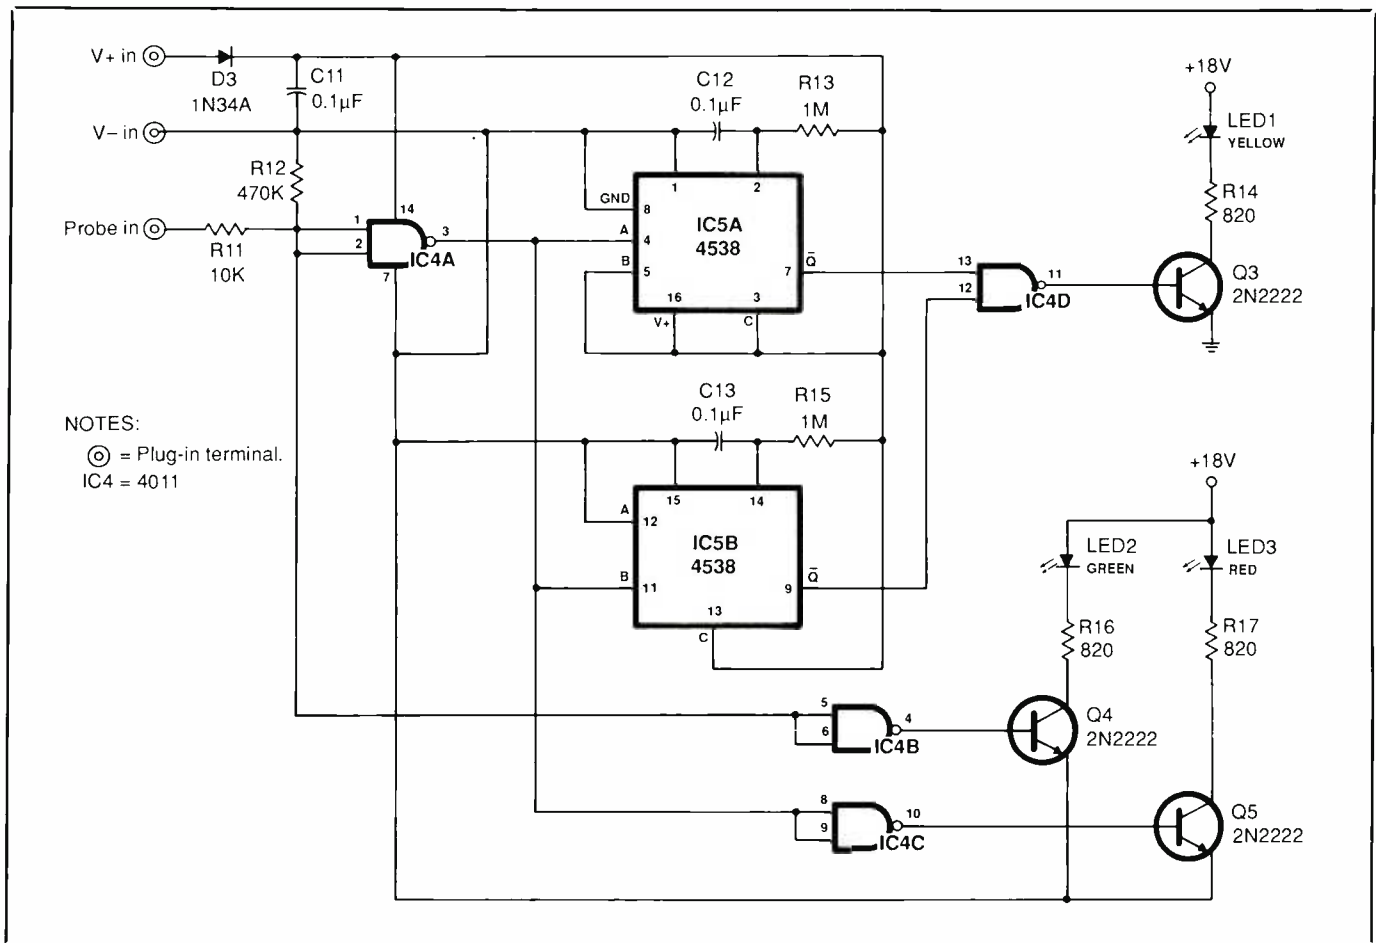 V+ in
D3
1N34A
C11
0.1µF
V− in
R12
470K
Probe in
R11
10K
1
2
14
3
7
IC4A
C12
0.1µF
R13
1M
1
2
GND
8
A
4
B
5
IC5A
4538
7
Q̄
16
V+
3
C
13
12
11
IC4D
+18V
LED1
YELLOW
R14
820
Q3
2N2222
NOTES:
= Plug-in terminal.
IC4 = 4011
C13
0.1µF
R15
1M
15
14
A
12
IC5B
4538
B
11
9
Q̄
13
C
+18V
LED2
GREEN
LED3
RED
R16
820
R17
820
5
6
4
IC4B
Q4
2N2222
8
9
10
IC4C
Q5
2N2222